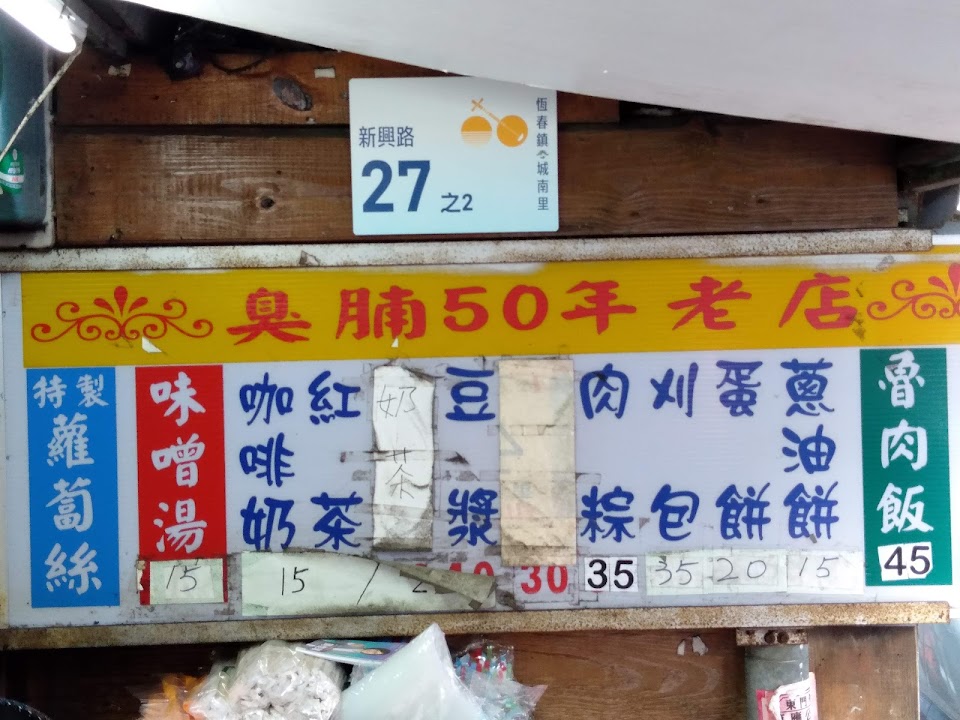 新興路
27之2
恆春鎮
城南里
臭腩50年老店
魯肉飯
45
蔥油餅
15
蛋餅
20
刈包
35
肉粽
35
30
豆漿
奶茶
紅茶
咖啡奶
15
味噌湯
15
特製
蘿蔔絲